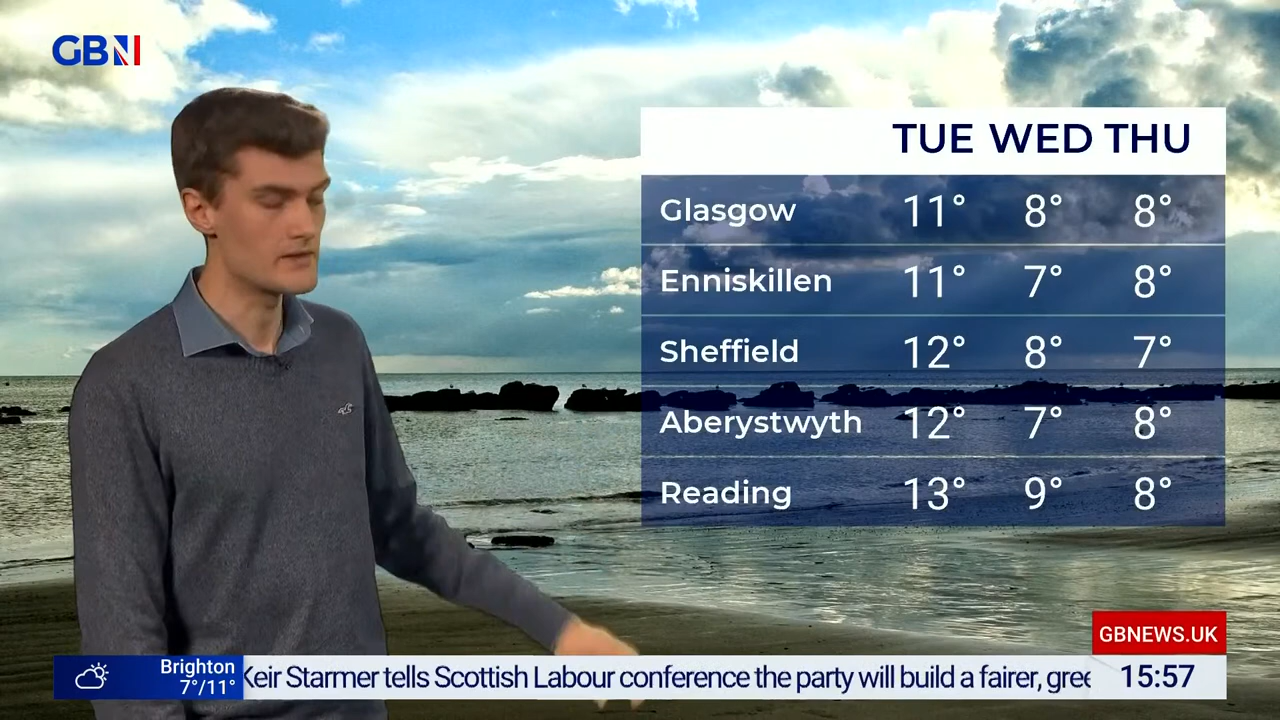 GBN
TUE WED THU
Glasgow 11° 8° 8°
Enniskillen 11° 7° 8°
Sheffield 12° 8° 7°
Aberystwyth 12° 7° 8°
Reading 13° 9° 8°
GBNEWS.UK
Brighton
7°/11°
Keir Starmer tells Scottish Labour conference the party will build a fairer, gree
15:57